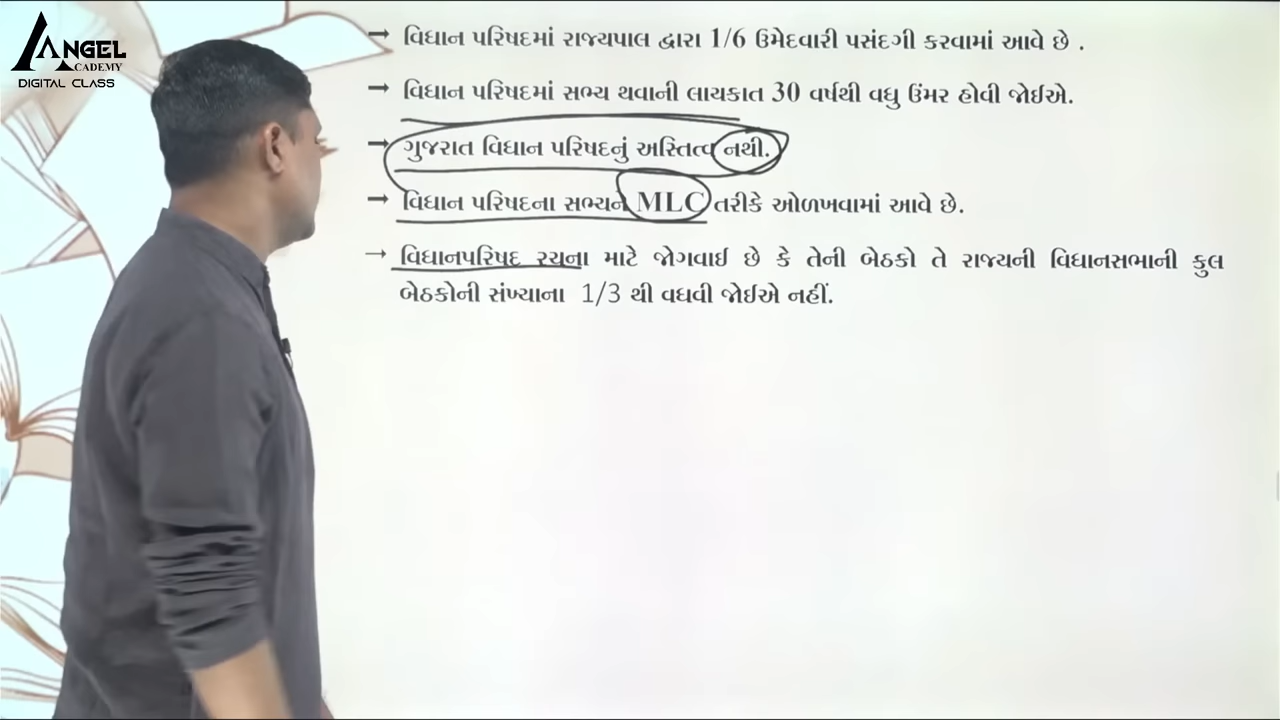 ANGEL
ACADEMY
DIGITAL CLASS
→ વિધાન પરિષદમાં રાજ્યપાલ દ્વારા 1/6 ઉમેદવારી પસંદગી કરવામાં આવે છે .
→ વિધાન પરિષદમાં સભ્ય થવાની લાયકાત 30 વર્ષથી વધુ ઉંમર હોવી જોઈએ.
→ ગુજરાત વિધાન પરિષદનું અસ્તિત્વ નથી.
→ વિધાન પરિષદના સભ્યને MLC તરીકે ઓળખવામાં આવે છે.
→ વિધાનપરિષદ રચના માટે જોગવાઈ છે કે તેની બેઠકો તે રાજ્યની વિધાનસભાની કુલ
બેઠકોની સંખ્યાના 1/3 થી વધવી જોઈએ નહીં.